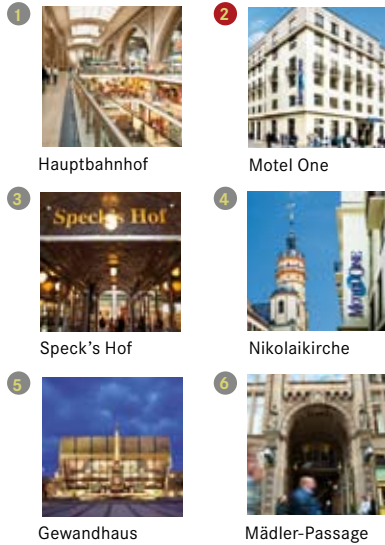 1
2
Hauptbahnhof
Motel One
3
4
Speck's Hof
MOTEL ONE
Speck's Hof
Nikolaikirche
5
6
Gewandhaus
Mädler-Passage